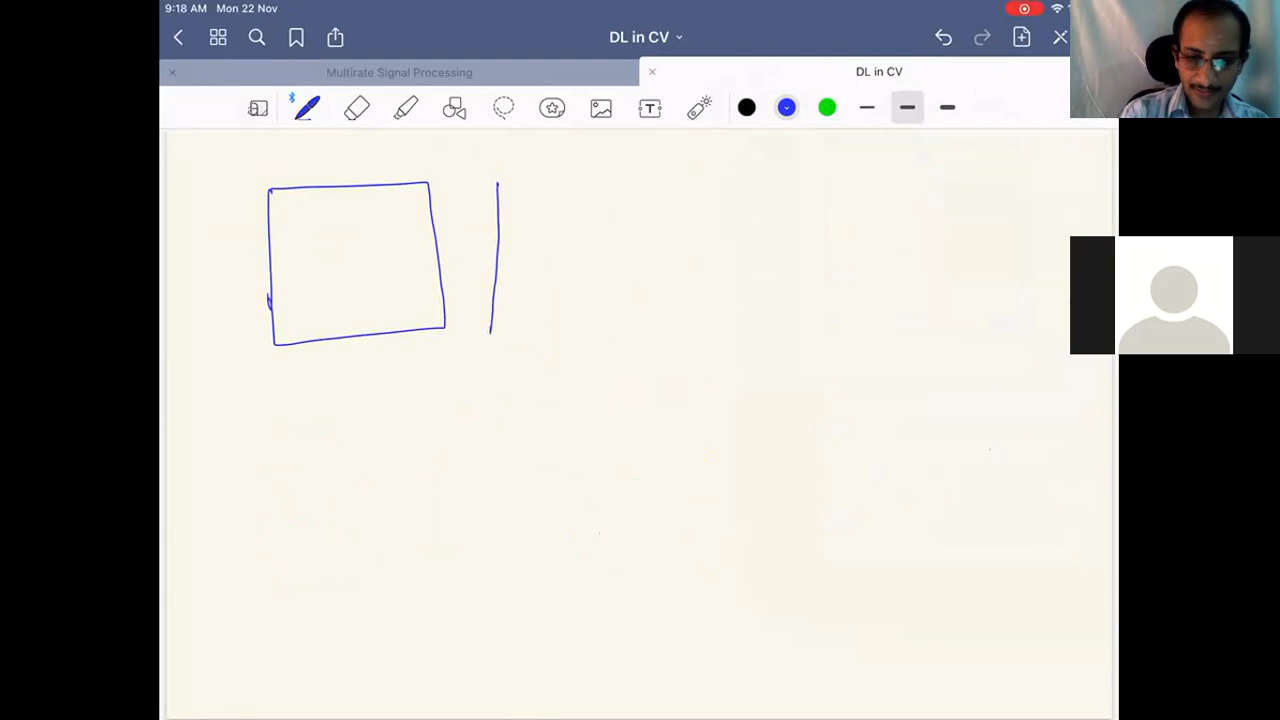 9:18 AM Mon 22 Nov
DL in CV
Multirate Signal Processing
DL in CV
T